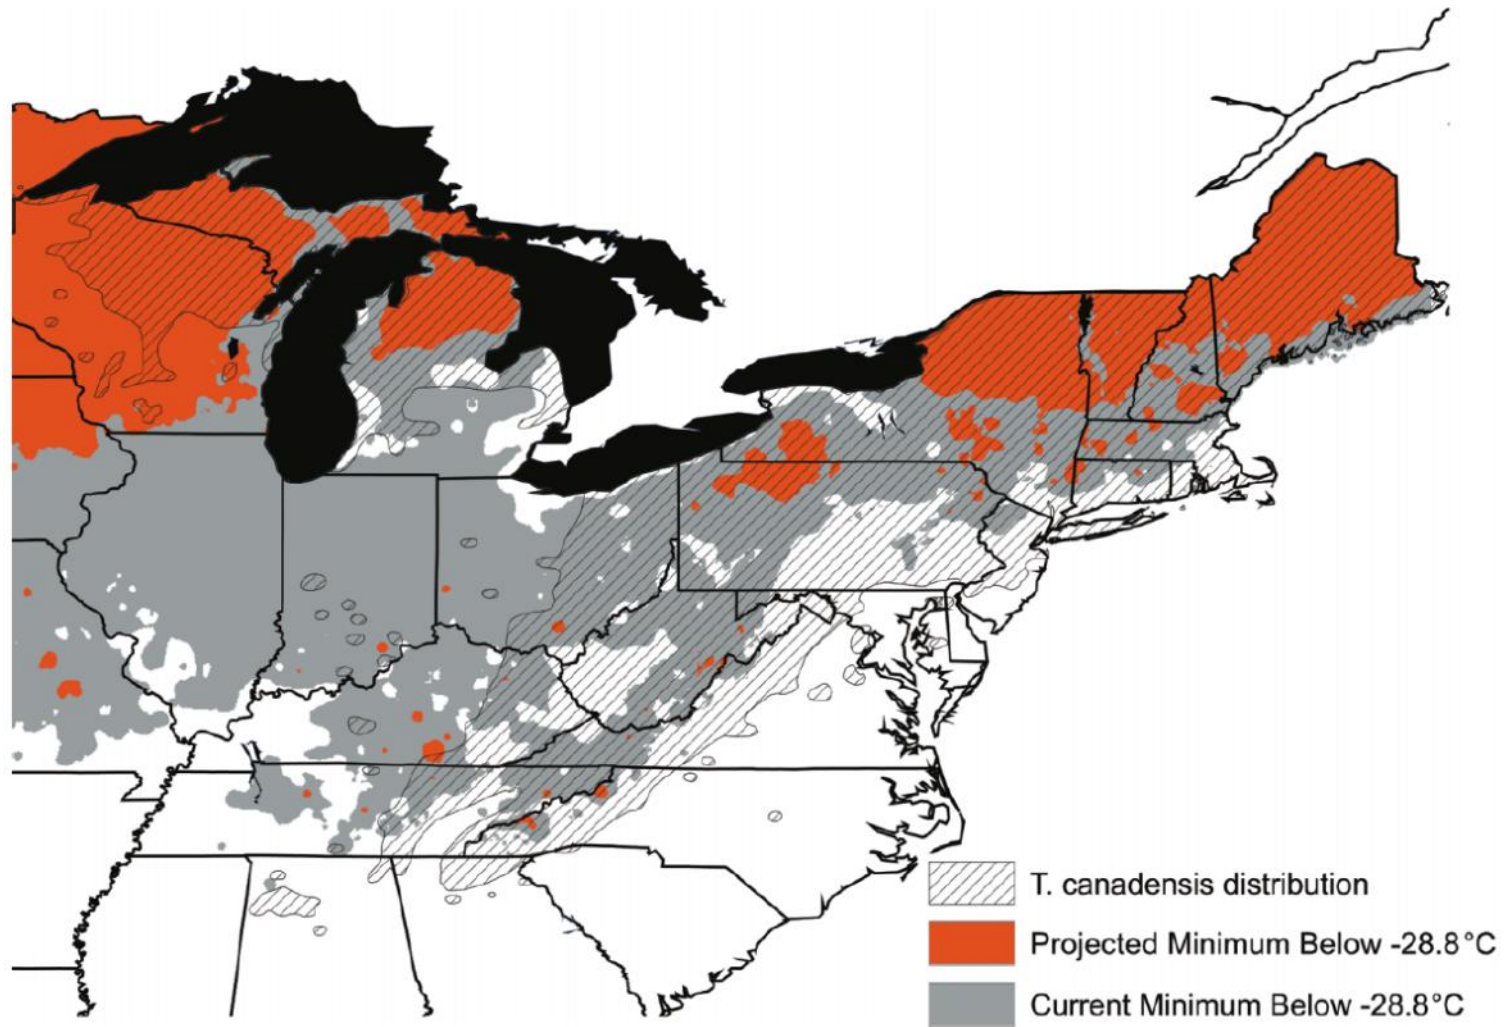 T. canadensis distribution
Projected Minimum Below -28.8°C
Current Minimum Below -28.8°C